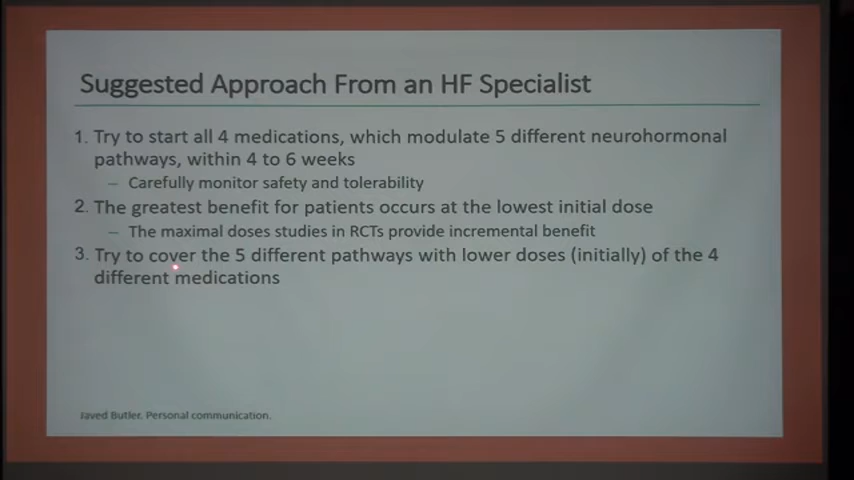 Suggested Approach From an HF Specialist
1. Try to start all 4 medications, which modulate 5 different neurohormonal
pathways, within 4 to 6 weeks
– Carefully monitor safety and tolerability
2. The greatest benefit for patients occurs at the lowest initial dose
– The maximal doses studies in RCTs provide incremental benefit
3. Try to cover the 5 different pathways with lower doses (initially) of the 4
different medications
Javed Butler. Personal communication.